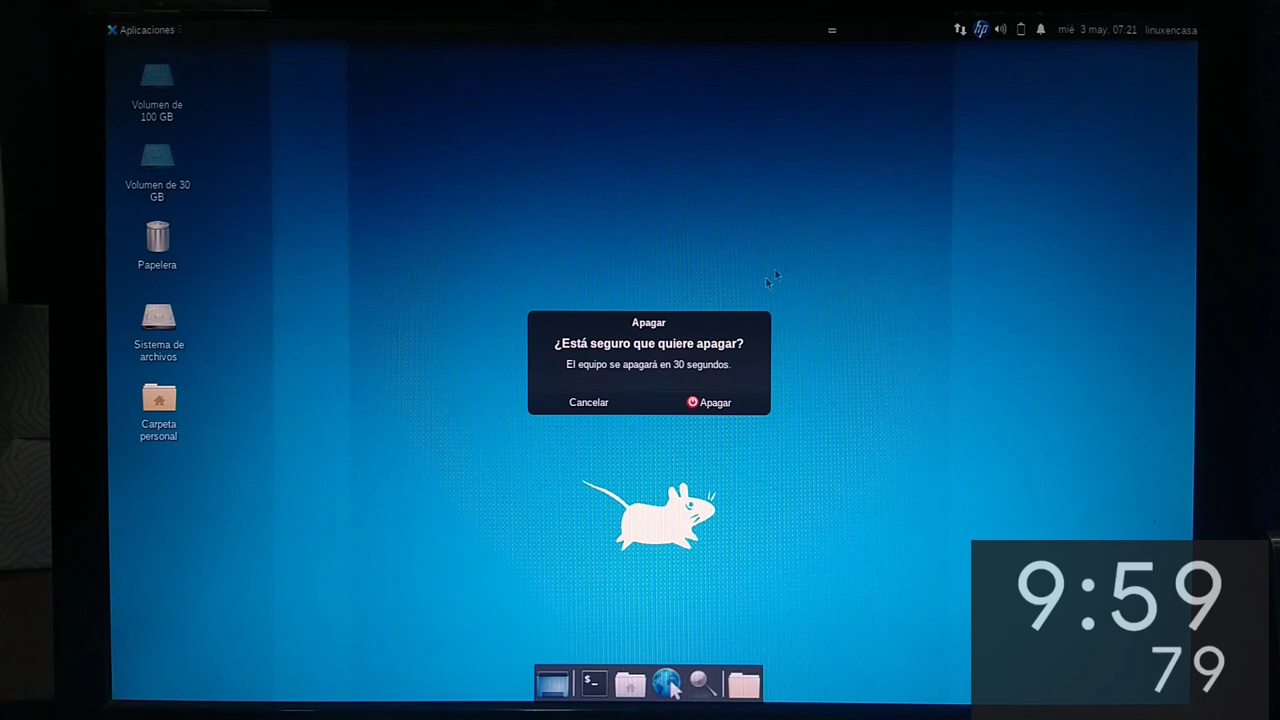 Aplicaciones
hp
mié 3 may, 07:21
linuxencasa
Volumen de
100 GB
Volumen de 30
GB
Papelera
Sistema de
archivos
Carpeta
personal
Apagar
¿Está seguro que quiere apagar?
El equipo se apagará en 30 segundos.
Cancelar
Apagar
$_
9:59
79